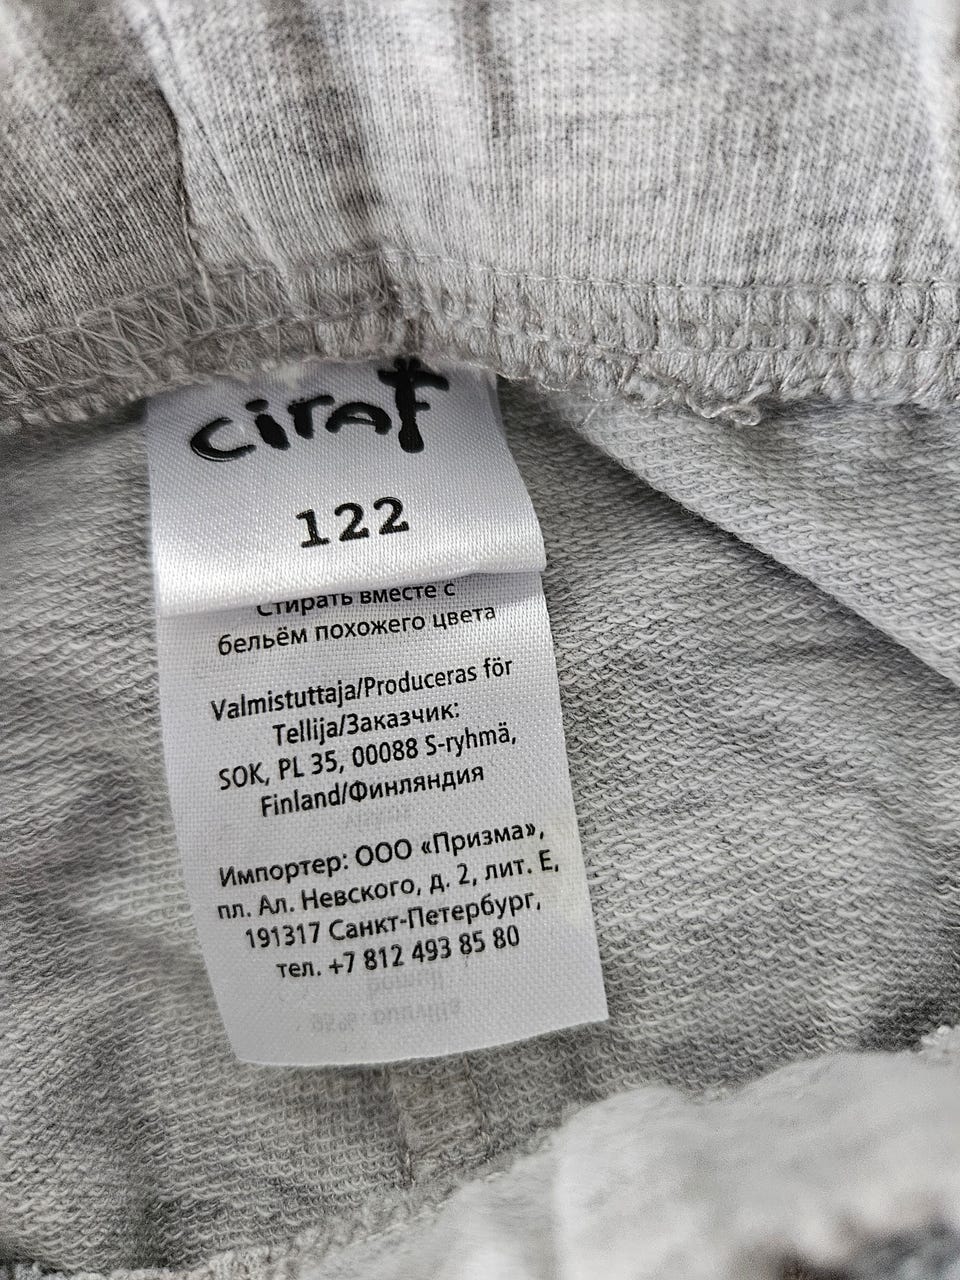 ciraf
122
Стирать вместе с
бельём похожего цвета
Valmistuttaja/Produceras för
Tellija/Заказчик:
SOK, PL 35, 00088 S-ryhmä,
Finland/Финляндия
Импортер: ООО «Призма»,
пл. Ал. Невского, д. 2, лит. Е,
191317 Санкт-Петербург,
тел. +7 812 493 85 80